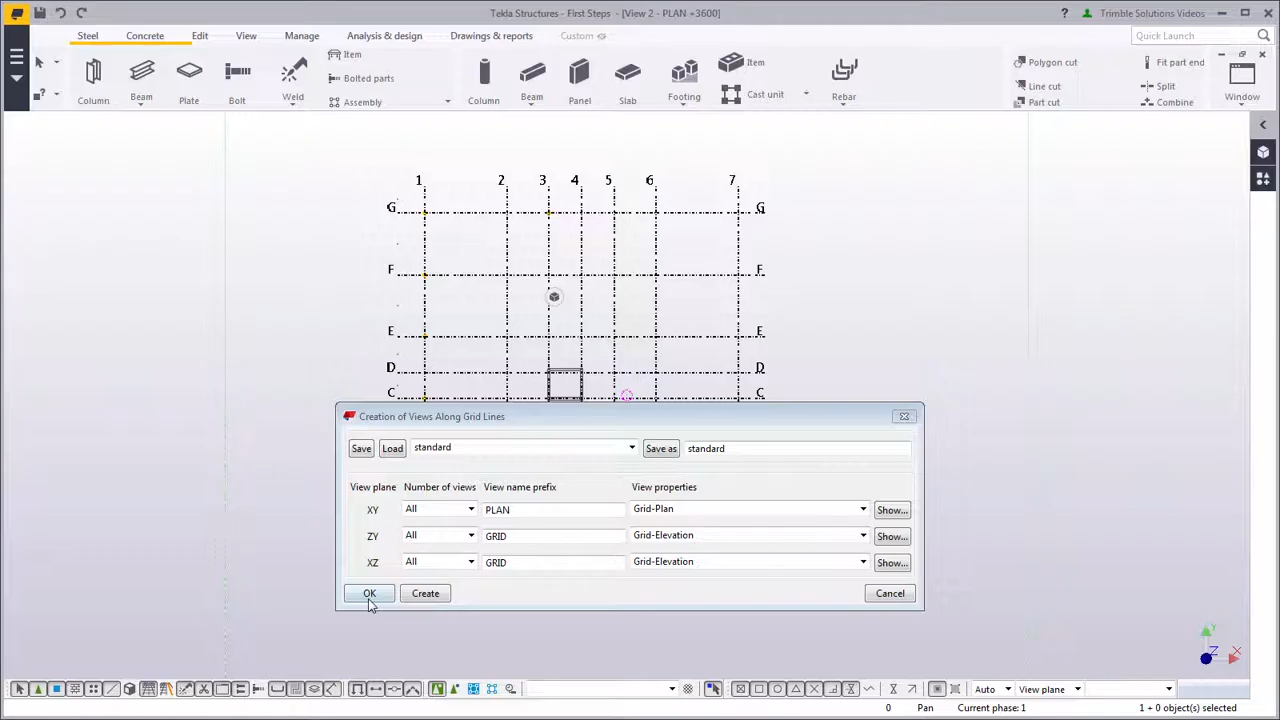 Tekla Structures - First Steps - [View 2 - PLAN +3600]
? Trimble Solutions Videos
Steel Concrete Edit View Manage Analysis & design Drawings & reports Custom
Quick Launch
Item
Bolted parts
Assembly
Column Beam Plate Bolt Weld
Column Beam Panel Slab Footing
Item
Cast unit
Rebar
Polygon cut
Line cut
Part cut
Fit part end
Split
Combine
Window
1 2 3 4 5 6 7
G G
F F
E E
D D
C C
Creation of Views Along Grid Lines
Save Load standard Save as standard
View plane Number of views View name prefix View properties
XY All PLAN Grid-Plan Show...
ZY All GRID Grid-Elevation Show...
XZ All GRID Grid-Elevation Show...
OK Create Cancel
Y
Z X
Auto View plane
0 Pan Current phase: 1 1 + 0 object(s) selected